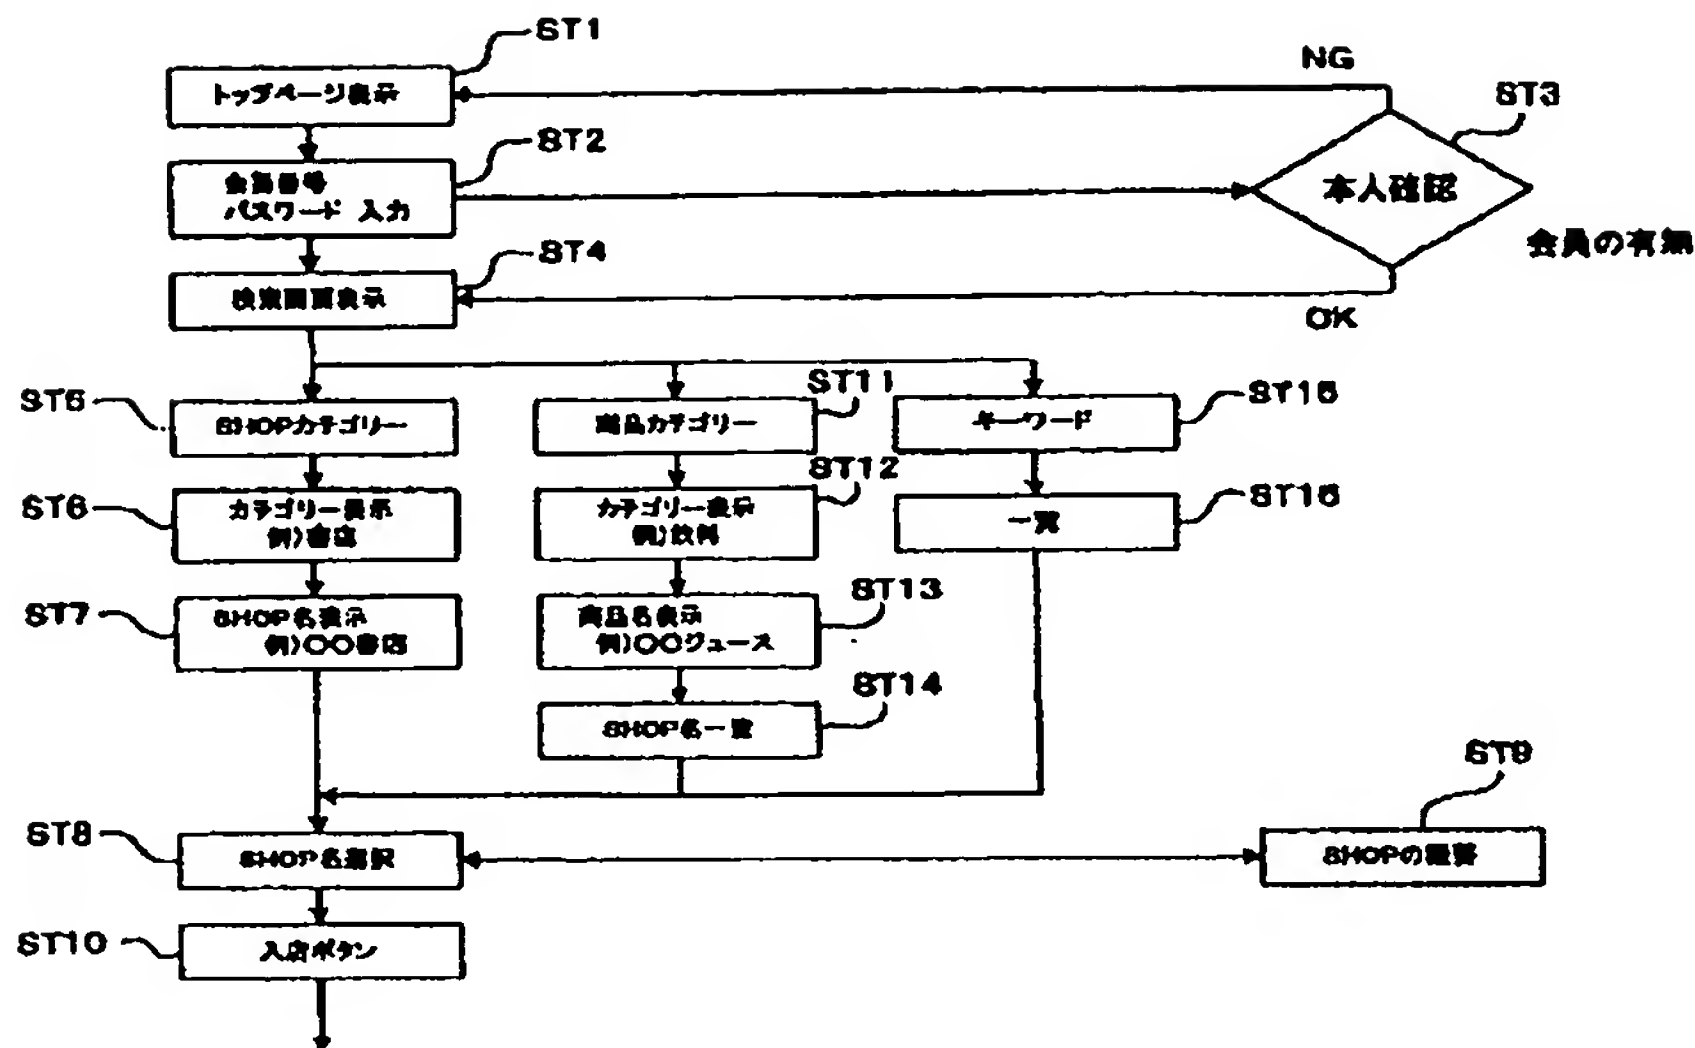 ST1
トップページ表示
NG
ST3
ST2
会員番号
パスワード 入力
本人確認
会員の有無
ST4
検索画面表示
OK
ST5
SHOPカテゴリー
ST11
商品カテゴリー
キーワード
ST15
ST6
カテゴリー表示
例)書店
ST12
カテゴリー表示
例)飲料
一覧
ST16
ST7
SHOP名表示
例)〇〇書店
ST13
商品名表示
例)〇〇ジュース
ST14
SHOP名一覧
ST9
ST8
SHOP名選択
SHOPの概要
ST10
入店ボタン